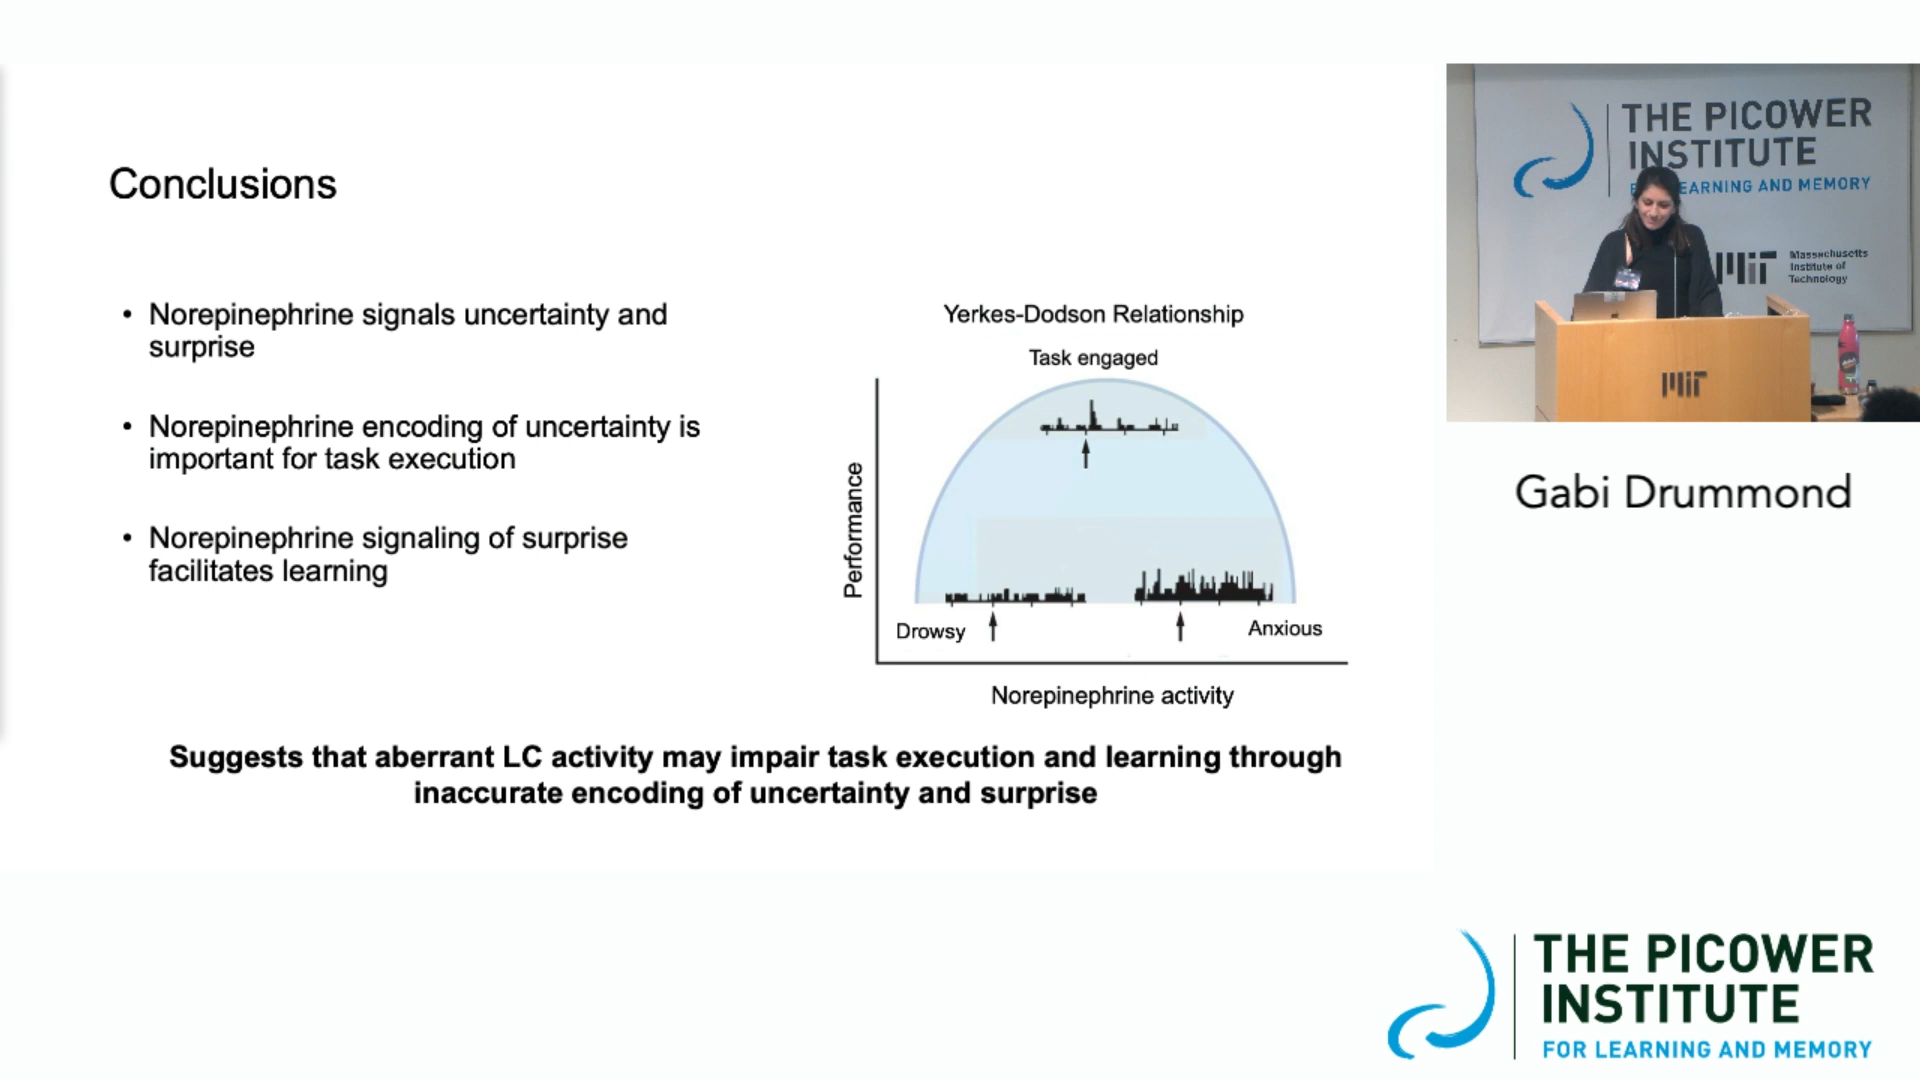 Conclusions
• Norepinephrine signals uncertainty and
surprise
• Norepinephrine encoding of uncertainty is
important for task execution
• Norepinephrine signaling of surprise
facilitates learning
Yerkes-Dodson Relationship
Task engaged
Performance
Drowsy
Anxious
Norepinephrine activity
Suggests that aberrant LC activity may impair task execution and learning through
inaccurate encoding of uncertainty and surprise
THE PICOWER
INSTITUTE
EARNING AND MEMORY
MIT
Massachusetts
Institute of
Technology
MIT
Gabi Drummond
THE PICOWER
INSTITUTE
FOR LEARNING AND MEMORY